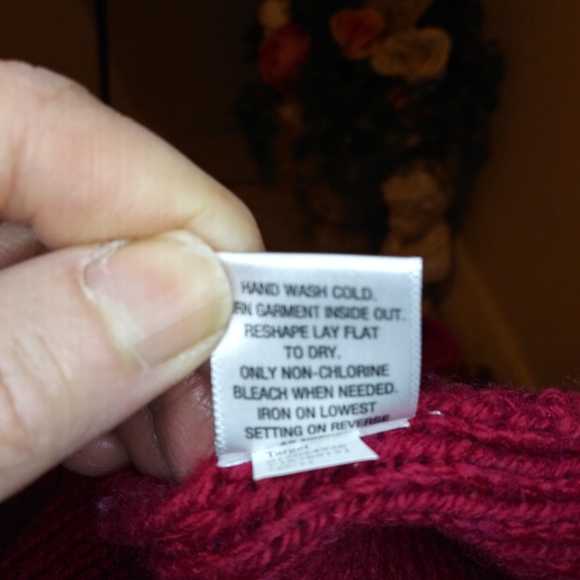 HAND WASH COLD.
RN GARMENT INSIDE OUT.
RESHAPE LAY FLAT
TO DRY.
ONLY NON-CHLORINE
BLEACH WHEN NEEDED.
IRON ON LOWEST
SETTING ON REVERSE
Target